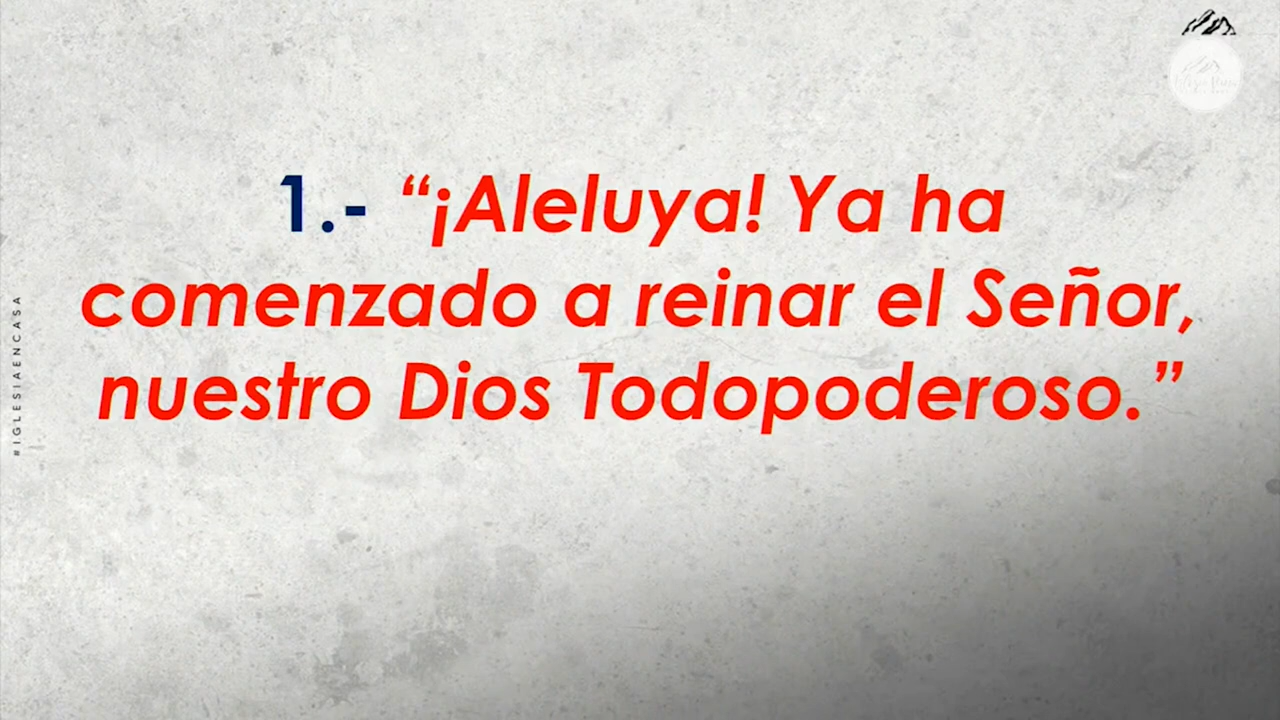 1.- “¡Aleluya! Ya ha
comenzado a reinar el Señor,
nuestro Dios Todopoderoso.”
#IGLESIAENCASA